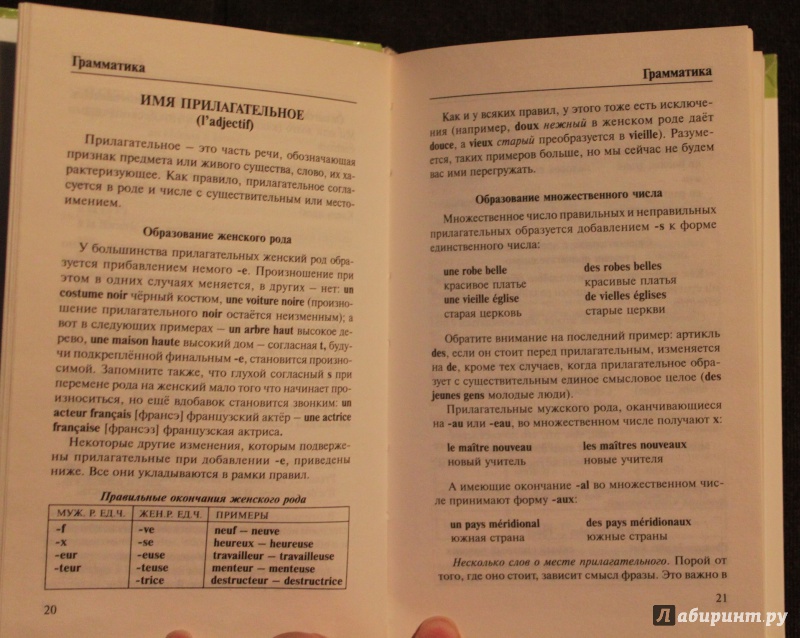 Грамматика
ИМЯ ПРИЛАГАТЕЛЬНОЕ
(l'adjectif)
Прилагательное — это часть речи, обозначающая
признак предмета или живого существа, слово, их ха-
рактеризующее. Как правило, прилагательное согла-
суется в роде и числе с существительным или место-
имением.
Образование женского рода
У большинства прилагательных женский род обра-
зуется прибавлением немого -e. Произношение при
этом в одних случаях меняется, в других – нет: un
costume noir чёрный костюм, une voiture noire (произно-
шение прилагательного noir остаётся неизменным); а
вот в следующих примерах – un arbre haut высокое де-
рево, une maison haute высокий дом – согласная t, буду-
чи подкреплённой финальным -e, становится произно-
симой. Запомните также, что глухой согласный s при
перемене рода на женский мало того что начинает про-
износиться, но ещё вдобавок становится звонким: un
acteur français [франсэ] французский актёр – une actrice
française [франсэз] французская актриса.
Некоторые другие изменения, которым подверже-
ны прилагательные при добавлении -e, приведены
ниже. Все они укладываются в рамки правил.
Правильные окончания женского рода
МУЖ. Р. ЕД.Ч. ЖЕН.Р. ЕД.Ч. ПРИМЕРЫ
-f -ve neuf — neuve
-x -se heureux — heureuse
-eur -euse travailleur — travailleuse
-teur -teuse menteur — menteuse
-trice destructeur — destructrice
20
Грамматика
Как и у всяких правил, у этого тоже есть исключе-
ния (например, doux нежный в женском роде даёт
douce, а vieux старый преобразуется в vieille). Разуме-
ется, таких примеров больше, но мы сейчас не будем
вас ими перегружать.
Образование множественного числа
Множественное число правильных и неправильных
прилагательных образуется добавлением -s к форме
единственного числа:
une robe belle des robes belles
красивое платье красивые платья
une vieille église de vielles églises
старая церковь старые церкви
Обратите внимание на последний пример: артикль
des, если он стоит перед прилагательным, изменяется
на de, кроме тех случаев, когда прилагательное обра-
зует с существительным единое смысловое целое (des
jeunes gens молодые люди).
Прилагательные мужского рода, оканчивающиеся
на -au или -eau, во множественном числе получают x:
le maître nouveau les maîtres nouveaux
новый учитель новые учителя
А имеющие окончание -al во множественном чис-
ле принимают форму -aux:
un pays méridional des pays méridionaux
южная страна южные страны
Несколько слов о месте прилагательного. Порой от
того, где оно стоит, зависит смысл фразы. Это важно в
21
Лабиринт.ру